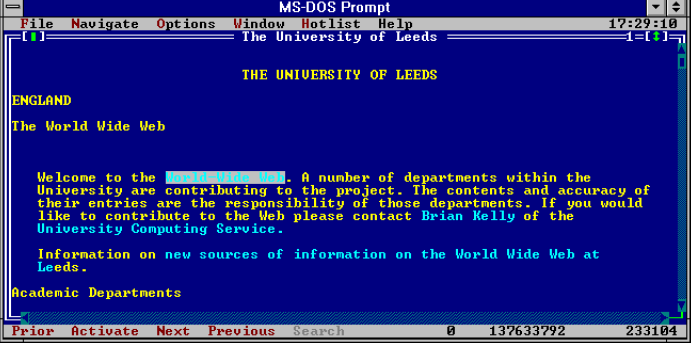 MS-DOS Prompt
File Navigate Options Window Hotlist Help 17:29:10
The University of Leeds 1
THE UNIVERSITY OF LEEDS
ENGLAND
The World Wide Web
Welcome to the World-Wide Web. A number of departments within the
University are contributing to the project. The contents and accuracy of
their entries are the responsibility of those departments. If you would
like to contribute to the Web please contact Brian Kelly of the
University Computing Service.
Information on new sources of information on the World Wide Web at
Leeds.
Academic Departments
Prior Activate Next Previous Search 0 137633792 233104